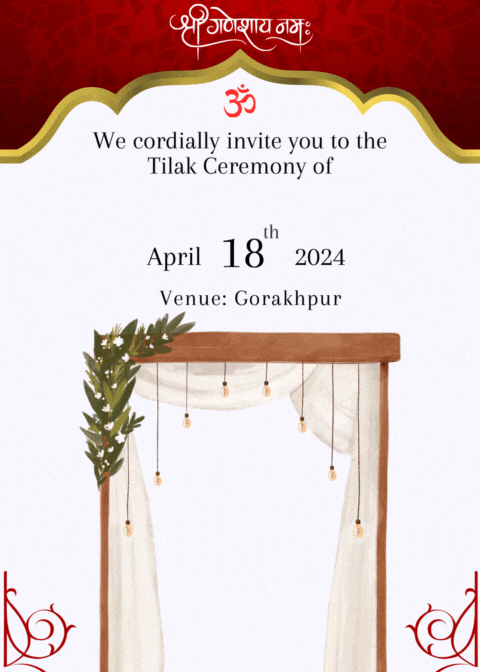 श्री गणेशाय नमः
ॐ
We cordially invite you to the
Tilak Ceremony of
April 18th 2024
Venue: Gorakhpur